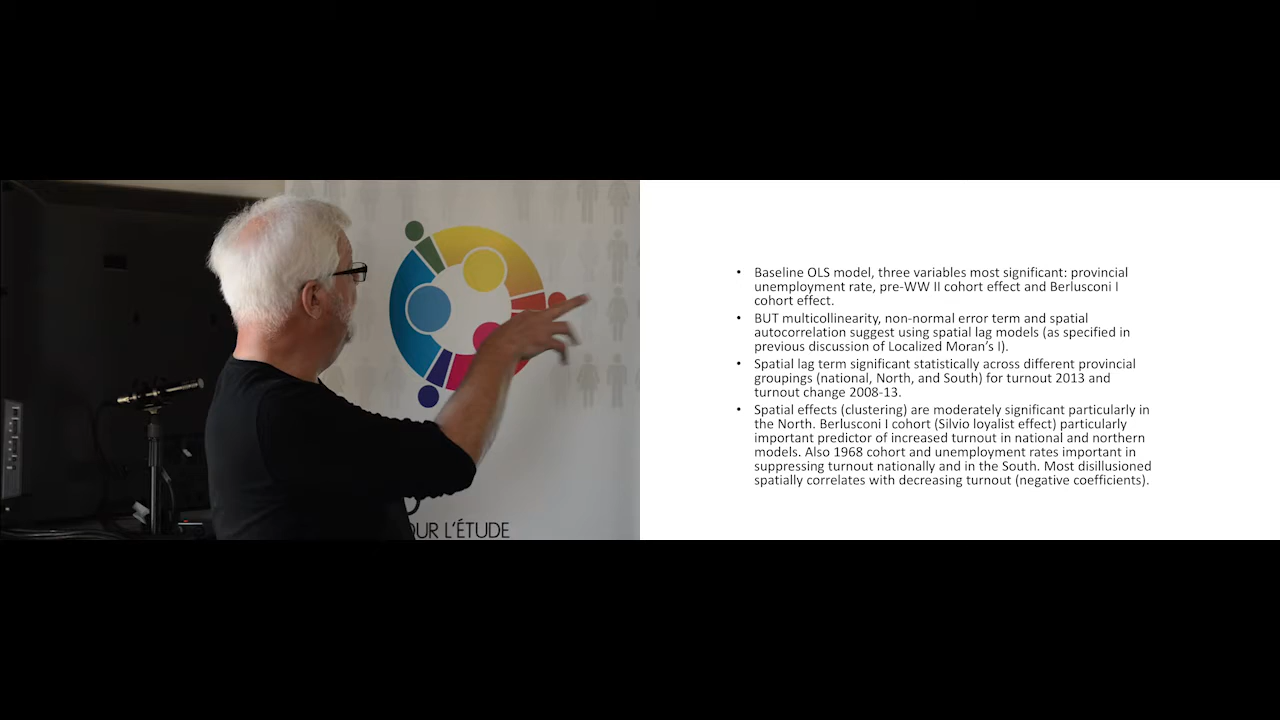 OUR L'ÉTUDE
• Baseline OLS model, three variables most significant: provincial
unemployment rate, pre-WW II cohort effect and Berlusconi I
cohort effect.
• BUT multicollinearity, non-normal error term and spatial
autocorrelation suggest using spatial lag models (as specified in
previous discussion of Localized Moran's I).
• Spatial lag term significant statistically across different provincial
groupings (national, North, and South) for turnout 2013 and
turnout change 2008-13.
• Spatial effects (clustering) are moderately significant particularly in
the North. Berlusconi I cohort (Silvio loyalist effect) particularly
important predictor of increased turnout in national and northern
models. Also 1968 cohort and unemployment rates important in
suppressing turnout nationally and in the South. Most disillusioned
spatially correlates with decreasing turnout (negative coefficients).